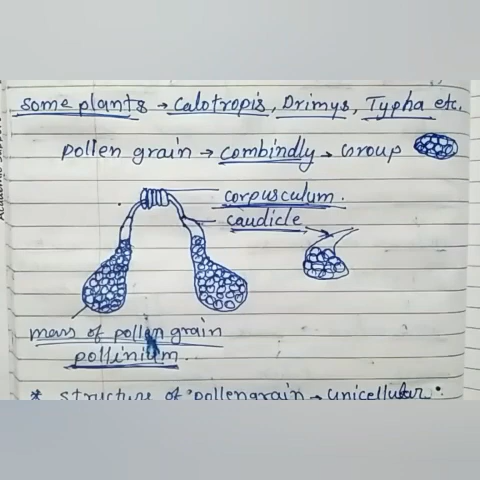 some plants → Calotropis, Drimys, Typha etc.
pollen grain → combindly → Group
corpusculum.
caudicle
mass of pollen grain
pollinium.
* structure of pollengrain → unicellular.